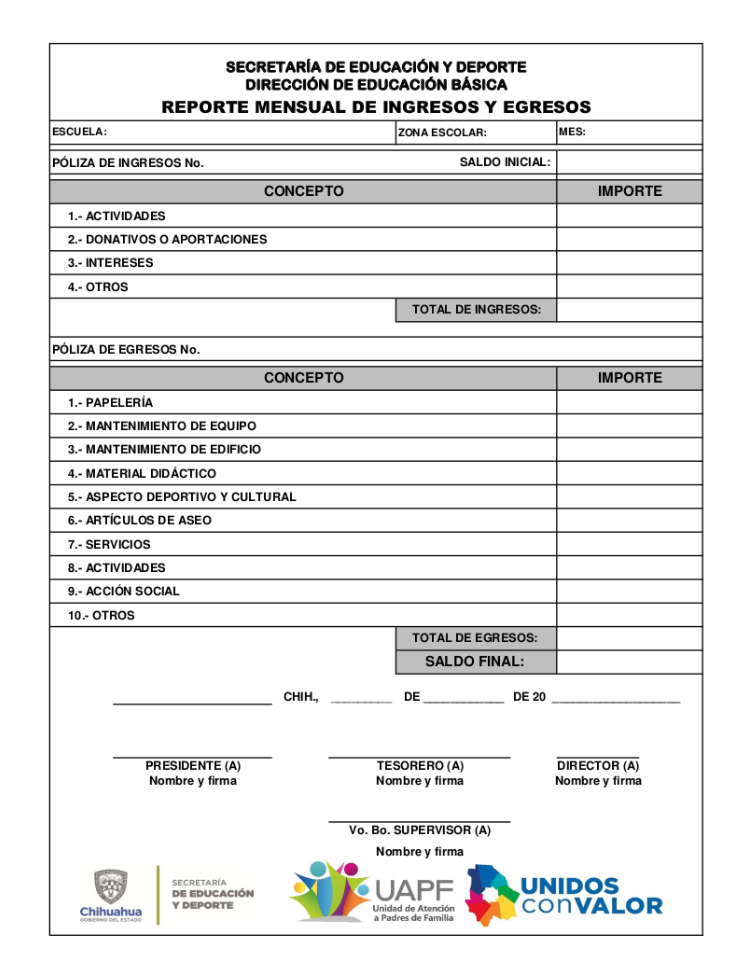 SECRETARÍA DE EDUCACIÓN Y DEPORTE
DIRECCIÓN DE EDUCACIÓN BÁSICA
REPORTE MENSUAL DE INGRESOS Y EGRESOS
ESCUELA: ZONA ESCOLAR: MES:
PÓLIZA DE INGRESOS No. SALDO INICIAL:
CONCEPTO IMPORTE
1.- ACTIVIDADES
2.- DONATIVOS O APORTACIONES
3.- INTERESES
4.- OTROS
TOTAL DE INGRESOS:
PÓLIZA DE EGRESOS No.
CONCEPTO IMPORTE
1.- PAPELERÍA
2.- MANTENIMIENTO DE EQUIPO
3.- MANTENIMIENTO DE EDIFICIO
4.- MATERIAL DIDÁCTICO
5.- ASPECTO DEPORTIVO Y CULTURAL
6.- ARTÍCULOS DE ASEO
7.- SERVICIOS
8.- ACTIVIDADES
9.- ACCIÓN SOCIAL
10.- OTROS
TOTAL DE EGRESOS:
SALDO FINAL:
CHIH., DE DE 20
PRESIDENTE (A) TESORERO (A) DIRECTOR (A)
Nombre y firma Nombre y firma Nombre y firma
Vo. Bo. SUPERVISOR (A)
Nombre y firma
Chihuahua
GOBIERNO DEL ESTADO
SECRETARÍA
DE EDUCACIÓN
Y DEPORTE
UAPF
Unidad de Atención
a Padres de Familia
UNIDOS
conVALOR